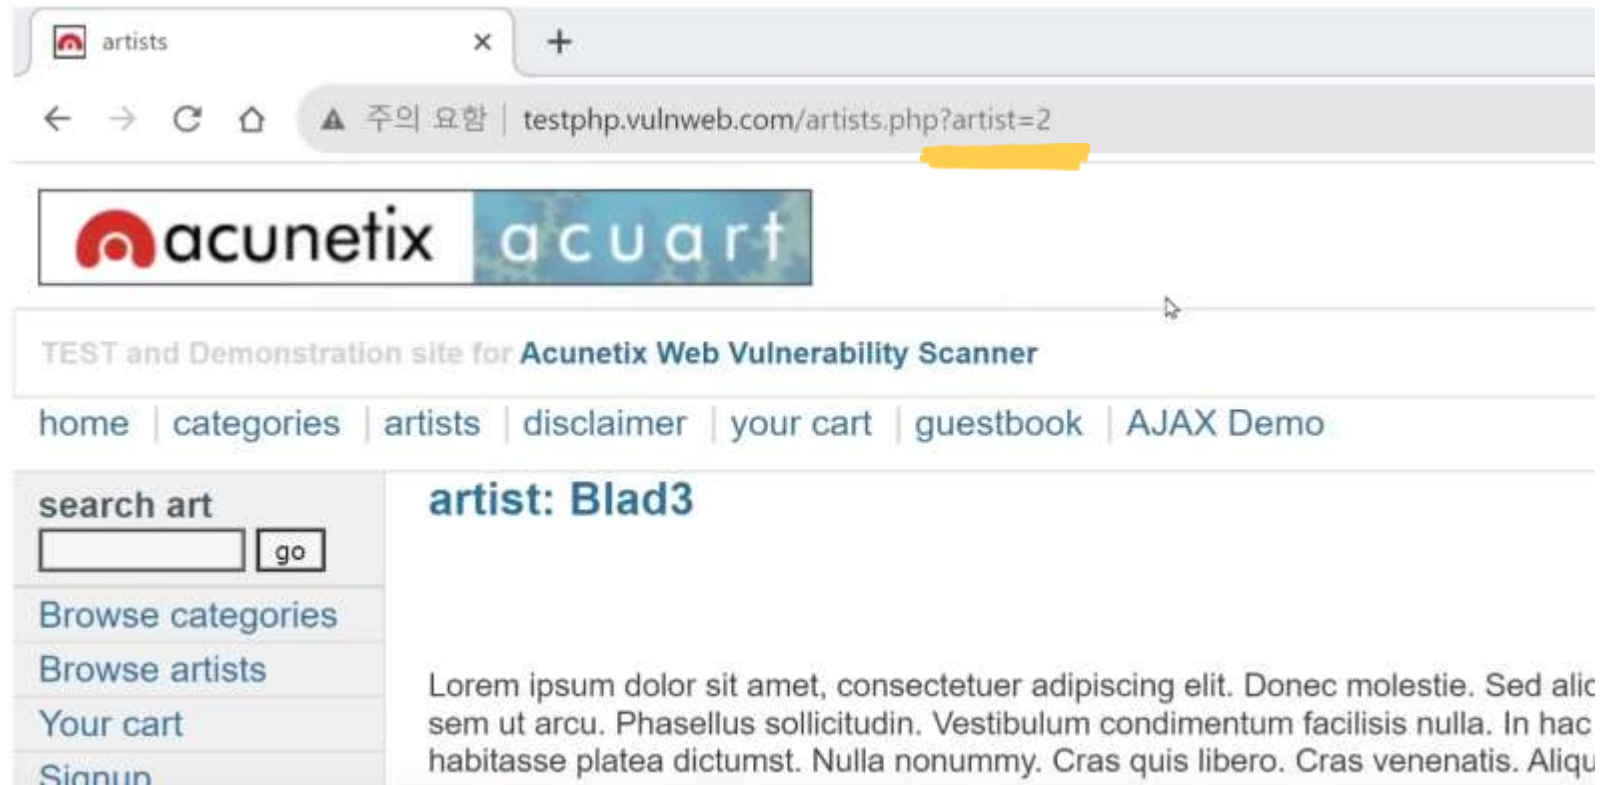 artists
주의 요함 testphp.vulnweb.com/artists.php?artist=2
acunetix acuart
TEST and Demonstration site for Acunetix Web Vulnerability Scanner
home categories artists disclaimer your cart guestbook AJAX Demo
search art
go
Browse categories
Browse artists
Your cart
Signup
artist: Blad3
Lorem ipsum dolor sit amet, consectetuer adipiscing elit. Donec molestie. Sed
sem ut arcu. Phasellus sollicitudin. Vestibulum condimentum facilisis nulla. In hac
habitasse platea dictumst. Nulla nonummy. Cras quis libero. Cras venenatis.